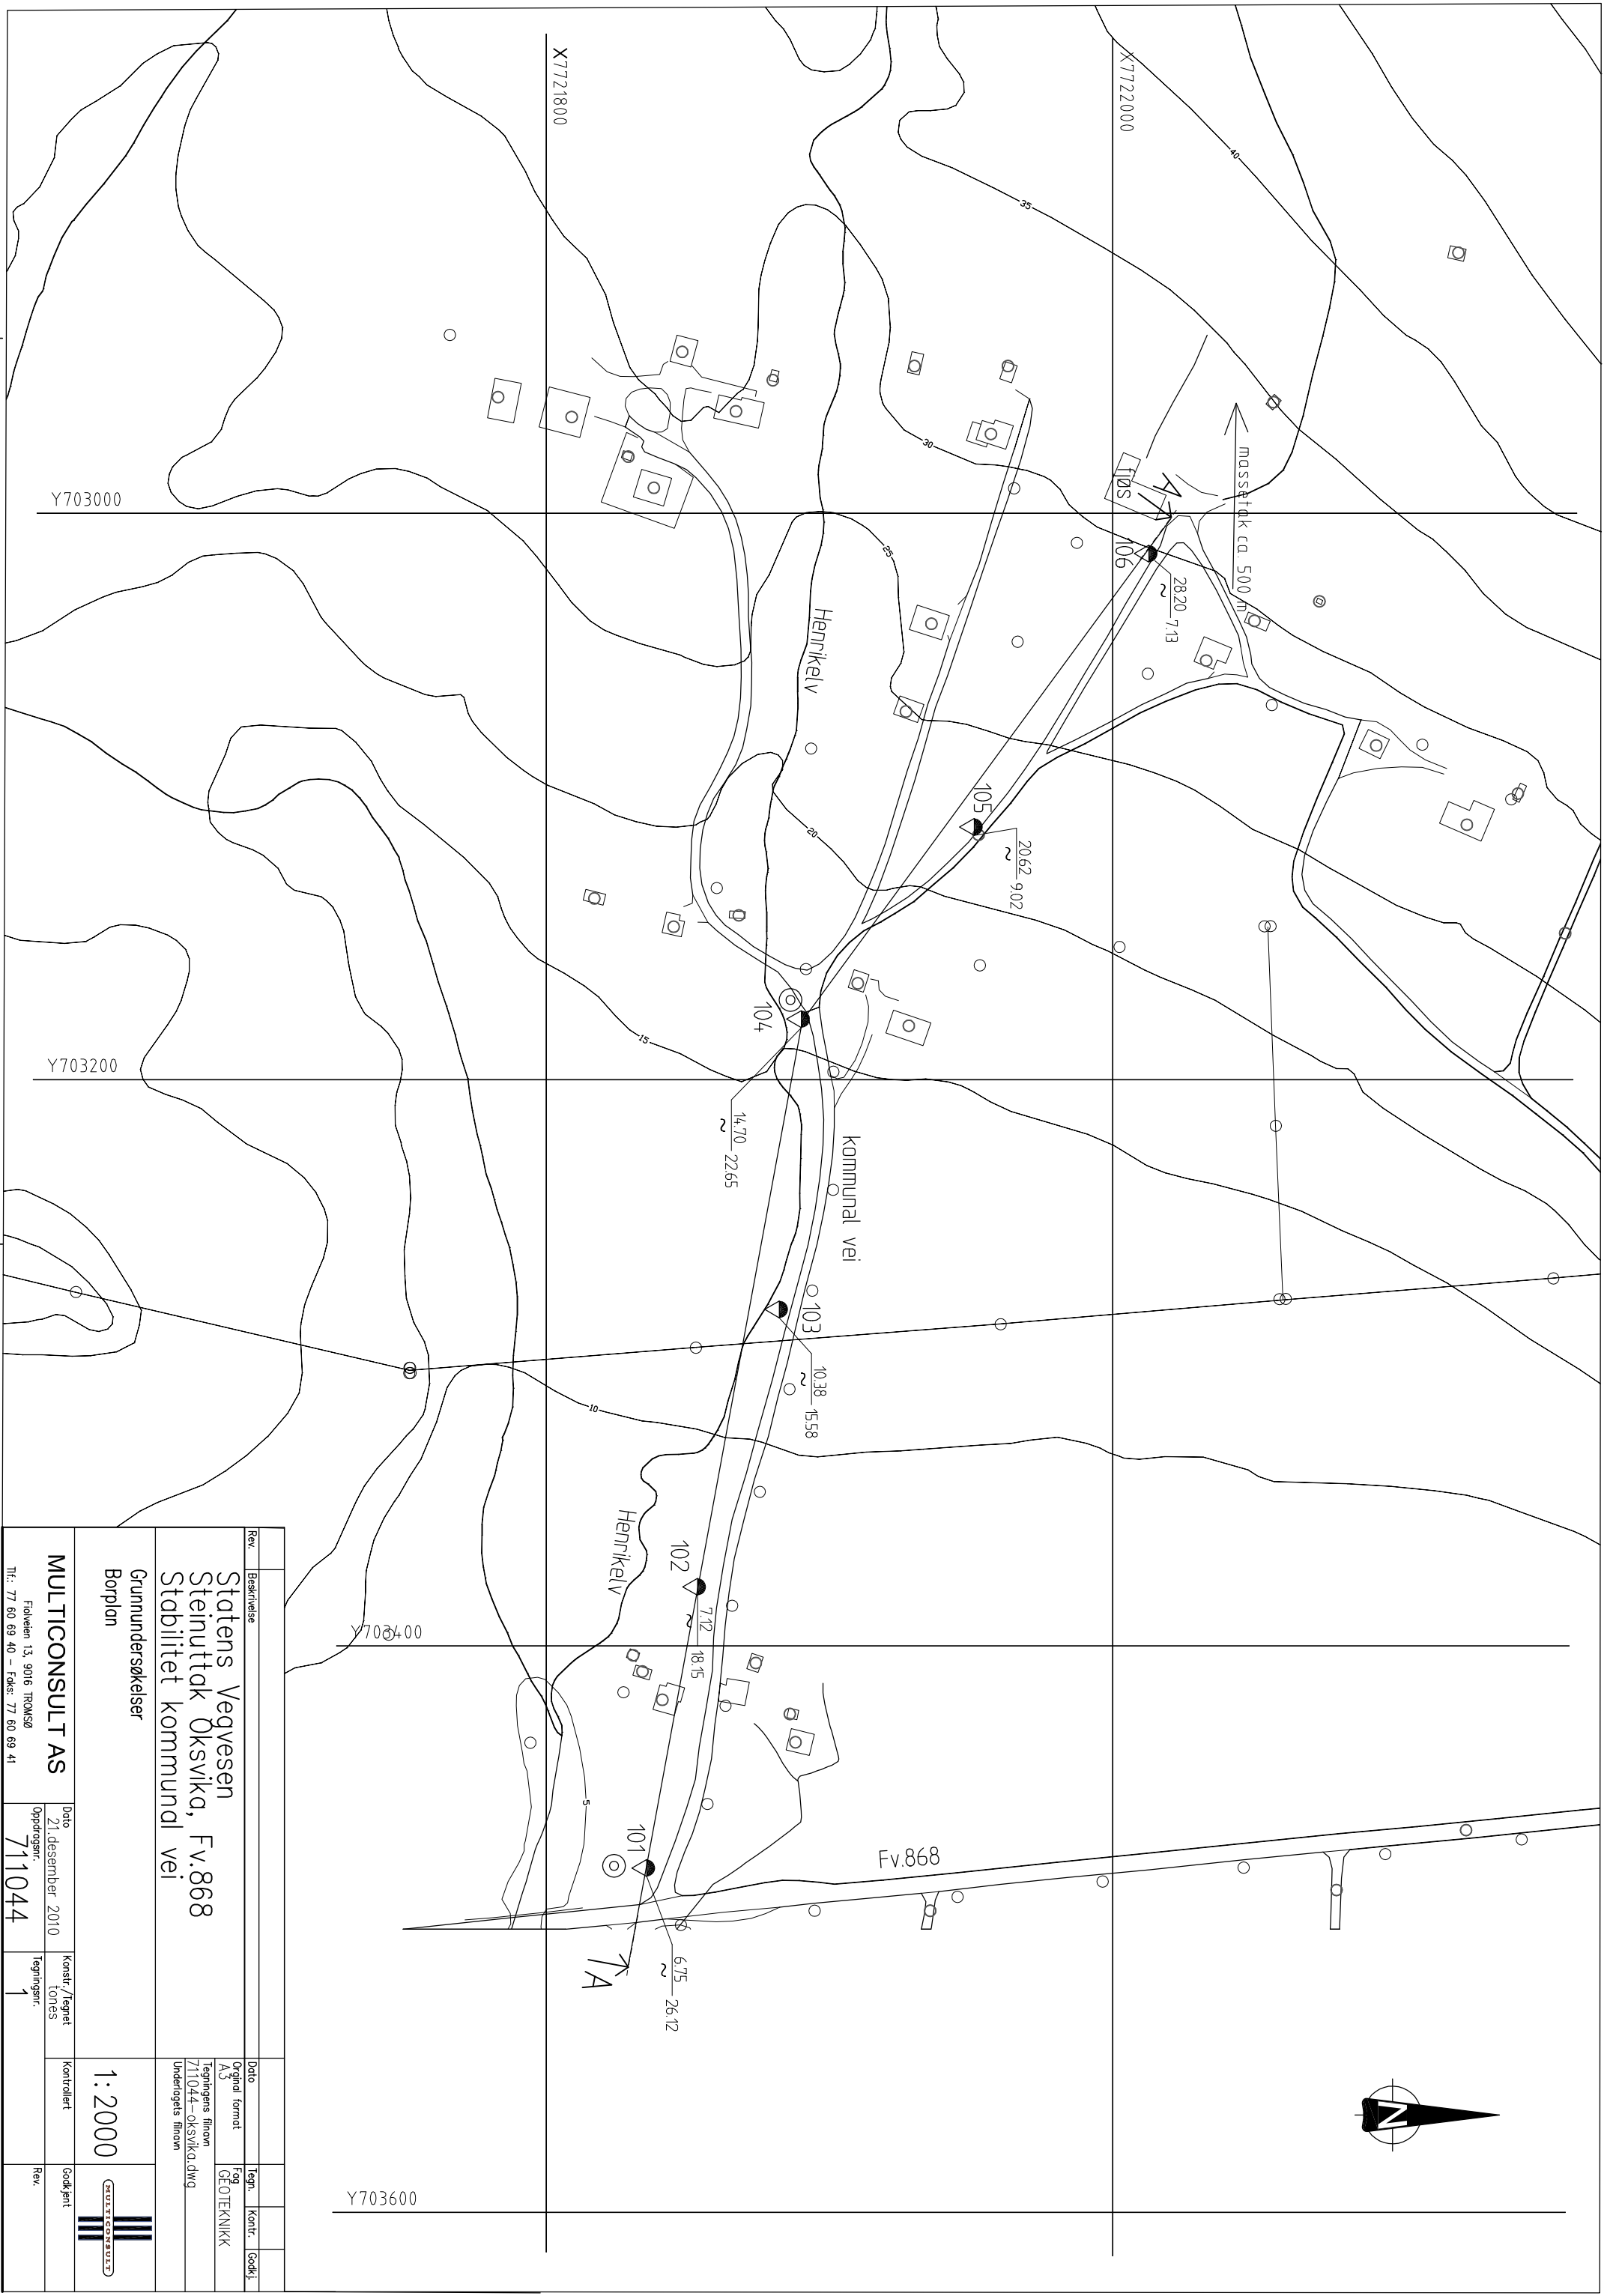 X7721800
X7722000
40
35
30
25
20
15
10
5
Y703000
Y703200
Y703400
Y703600
massetak ca. 500 m
fjøs
A
106
28.20
~
7.13
Henrikelv
105
20.62
~
9.02
104
14.70
~
22.65
kommunal vei
103
10.38
~
15.58
Henrikelv
102
7.12
~
18.15
101
6.75
~
26.12
Fv.868
A
N
Rev.
Beskrivelse
Dato
Tegn.
Kontr.
Godkj.
Statens Vegvesen
Steinuttak Oksvika, Fv.868
Stabilitet kommunal vei
Orginal format
A3
Fag
GEOTEKNIKK
Tegningens filnavn
711044-oksvika.dwg
Underlagets filnavn
Grunnundersøkelser
Borplan
1:2000
MULTICONSULT
MULTICONSULT AS
Fiolveien 13, 9016 TROMSØ
Tlf.: 77 60 69 40 - Faks: 77 60 69 41
Dato
21.desember 2010
Konstr./Tegnet
tones
Kontrollert
Godkjent
Oppdragsnr.
711044
Tegningsnr.
1
Rev.